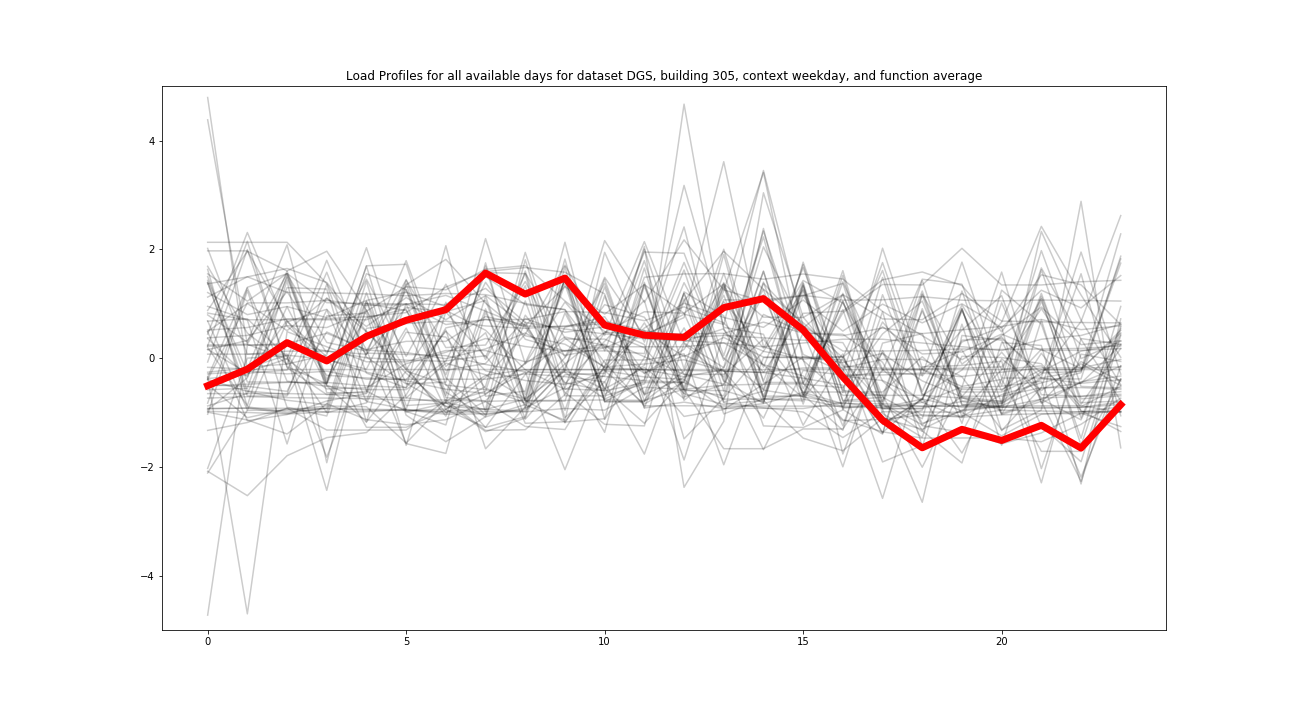 Load Profiles for all available days for dataset DGS, building 305, context weekday, and function average
4
2
0
−2
−4
0 5 10 15 20